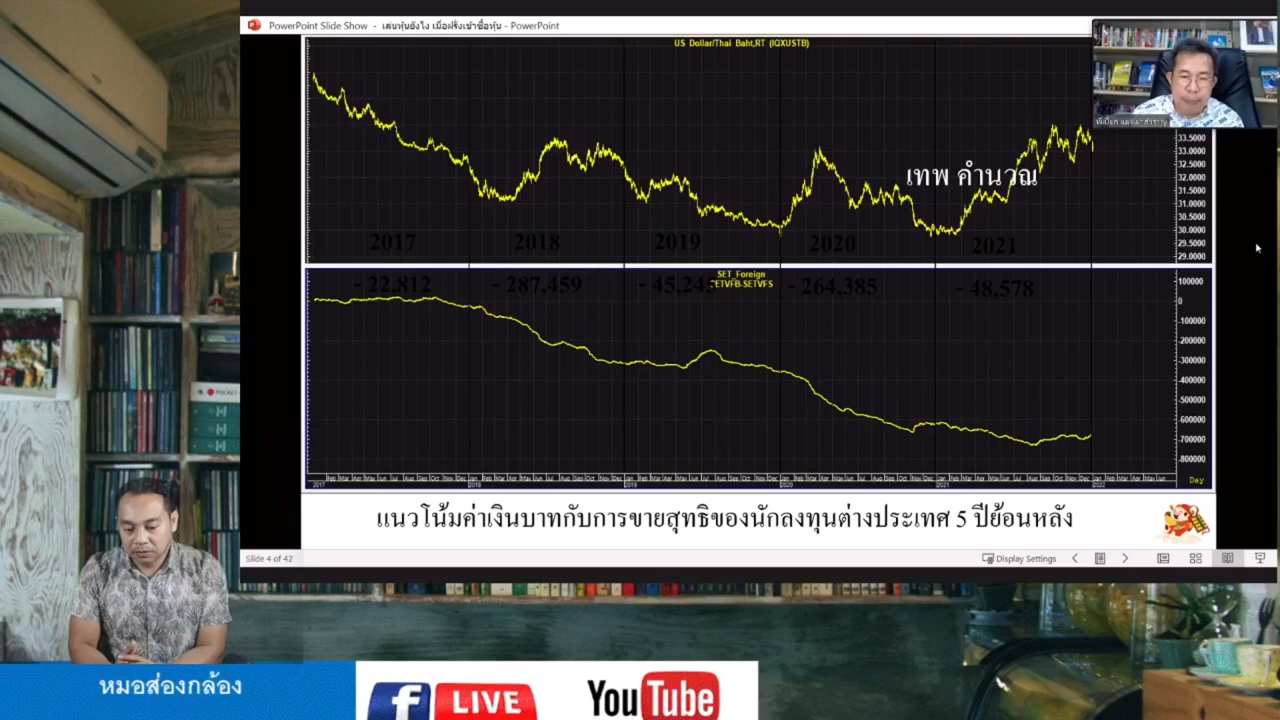 PowerPoint Slide Show - เล่นหุ้นยังไง เมื่อฝรั่งเข้าซื้อหุ้น - PowerPoint
US Dollar/Thai Baht,RT (IQXUSTB)
33.5000
33.0000
32.5000
32.0000
31.5000
31.0000
30.5000
30.0000
29.5000
29.0000
เทพ คำนวณ
2017 2018 2019 2020 2021
SET_Foreign
SETVFB-SETVFS
- 22,812 - 287,459 - 264,385 - 48,578
100000
0
-100000
-200000
-300000
-400000
-500000
-600000
-700000
-800000
Day
2017 2018 2019 2020 2021 2022
แนวโน้มค่าเงินบาทกับการขายสุทธิของนักลงทุนต่างประเทศ 5 ปีย้อนหลัง
Slide 4 of 42
Display Settings
POCKET
หมอส่องกล้อง
f LIVE
YouTube